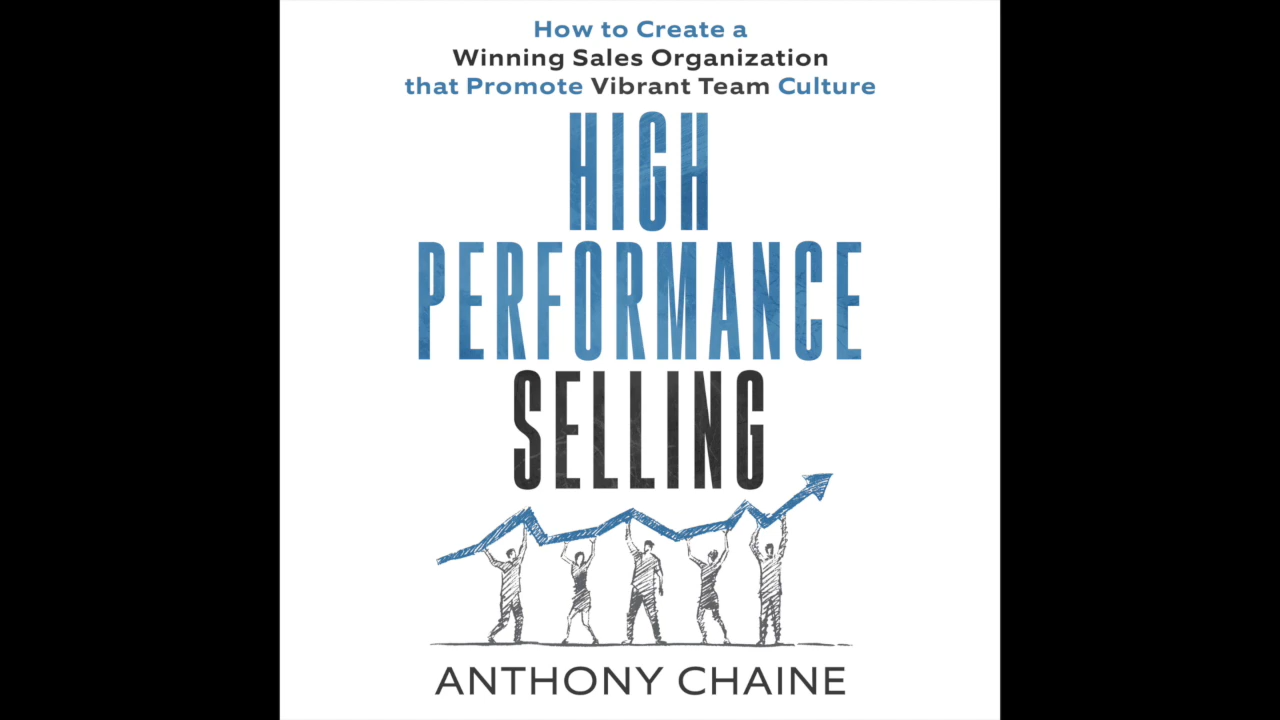 How to Create a
Winning Sales Organization
that Promote Vibrant Team Culture
HIGH
PERFORMANCE
SELLING
ANTHONY CHAINE